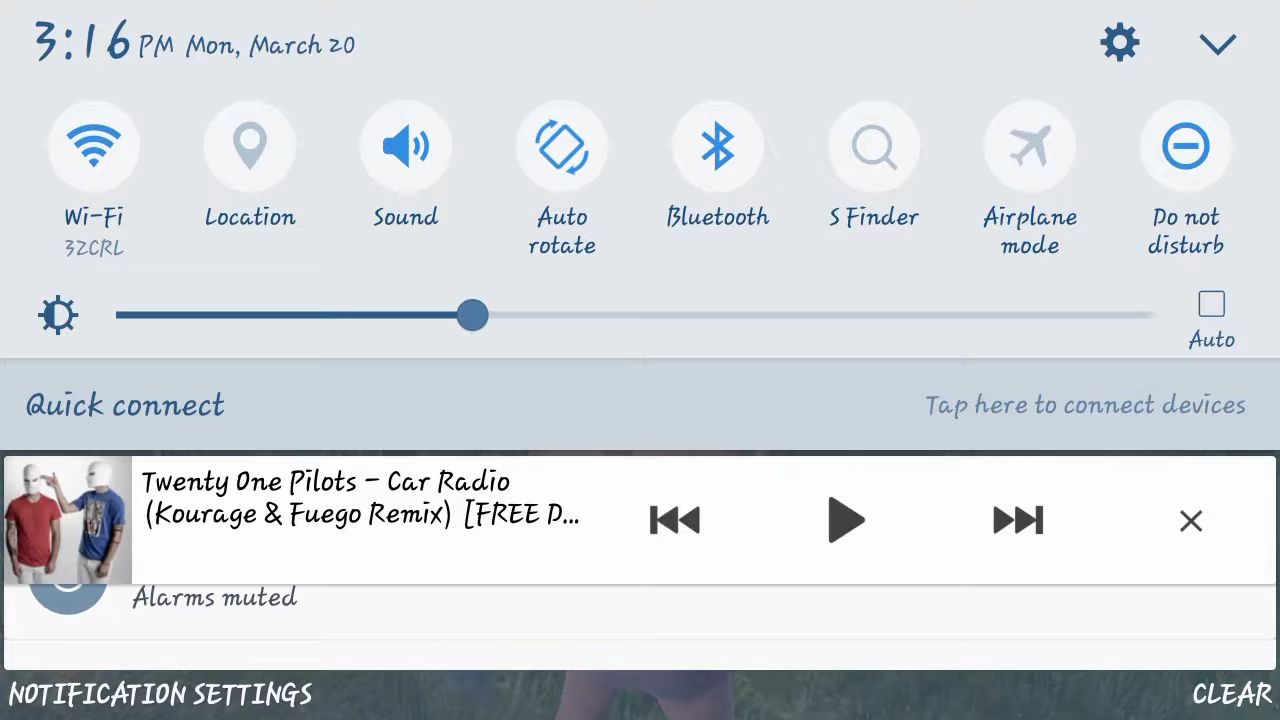 3:16 PM Mon, March 20
Wi-Fi
3ZCRL
Location
Sound
Auto
rotate
Bluetooth
S Finder
Airplane
mode
Do not
disturb
Auto
Quick connect
Tap here to connect devices
Twenty One Pilots - Car Radio
(Kourage & Fuego Remix) [FREE D...
Alarms muted
NOTIFICATION SETTINGS
CLEAR